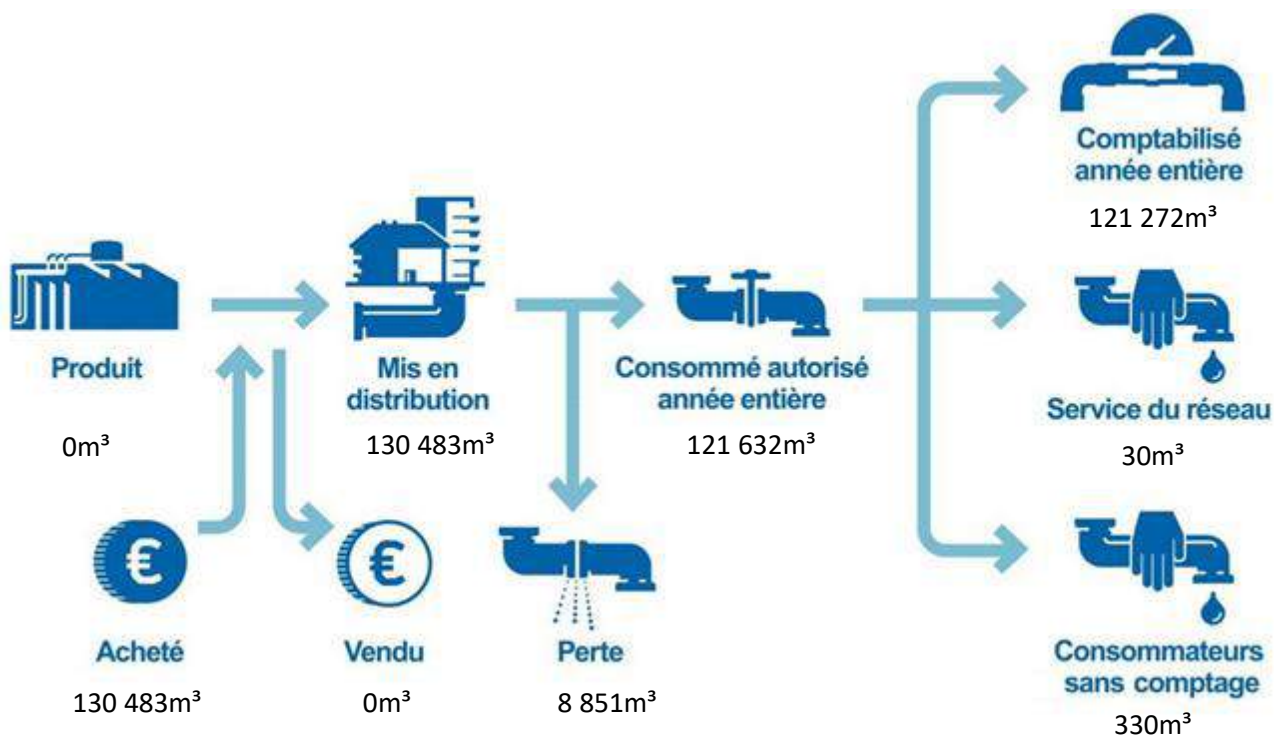 Comptabilisé
année entière
121 272m³
Produit
0m³
Mis en
distribution
130 483m³
Consommé autorisé
année entière
121 632m³
Service du réseau
30m³
€
Acheté
130 483m³
€
Vendu
0m³
Perte
8 851m³
Consommateurs
sans comptage
330m³